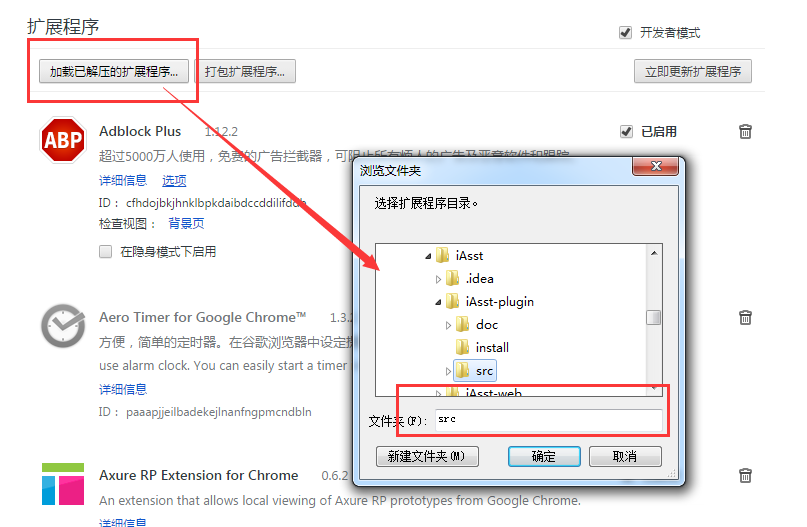 扩展程序
开发者模式
加载已解压的扩展程序...
打包扩展程序...
立即更新扩展程序
ABP
Adblock Plus 1.12.2
已启用
超过5000万人使用,免费的广告拦截器,可阻止所有烦人的广告及恶意软件和跟踪
详细信息 选项
ID: cfhdojbkjhnklbpkdaibdccddilifddb
检查视图: 背景页
在隐身模式下启用
Aero Timer for Google Chrome™ 1.3.
方便,简单的定时器。在谷歌浏览器中设定
use alarm clock. You can easily start a timer
详细信息
ID: paaapjjeilbadekejlnanfngpmcndbln
Axure RP Extension for Chrome 0.6.2
An extension that allows local viewing of Axure RP prototypes from Google Chrome.
详细信息
浏览文件夹
选择扩展程序目录。
iAsst
.idea
iAsst-plugin
doc
install
src
iAsst-web
文件夹(F): src
新建文件夹(M)
确定
取消